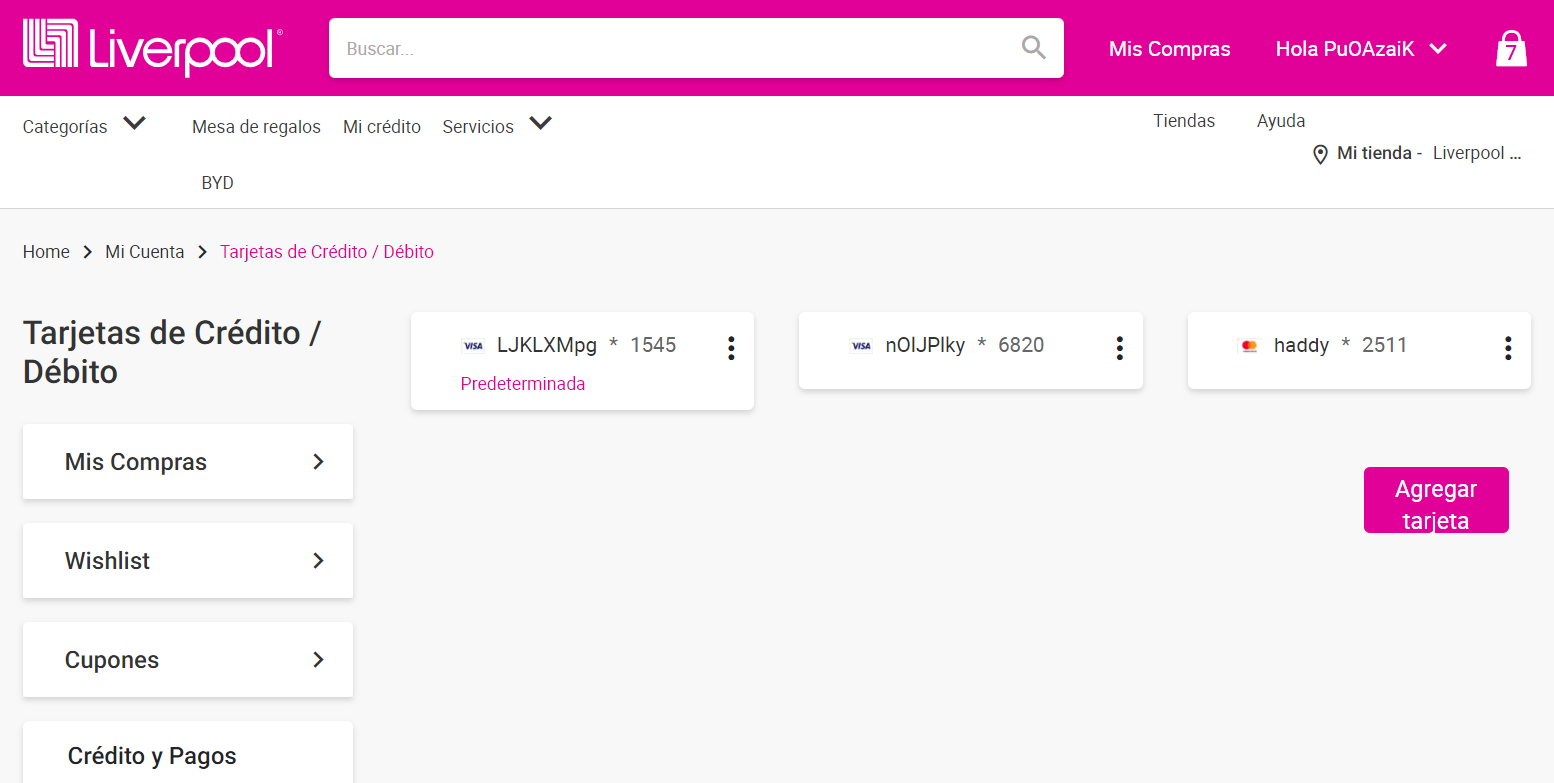 Liverpool®
Buscar...
Mis Compras
Hola PuOAzaiK
7
Categorías
Mesa de regalos
Mi crédito
Servicios
Tiendas
Ayuda
Mi tienda - Liverpool ...
BYD
Home
Mi Cuenta
Tarjetas de Crédito / Débito
Tarjetas de Crédito /
Débito
VISA LJKLXMpg * 1545
Predeterminada
VISA nOIJPIky * 6820
haddy * 2511
Agregar
tarjeta
Mis Compras
Wishlist
Cupones
Crédito y Pagos